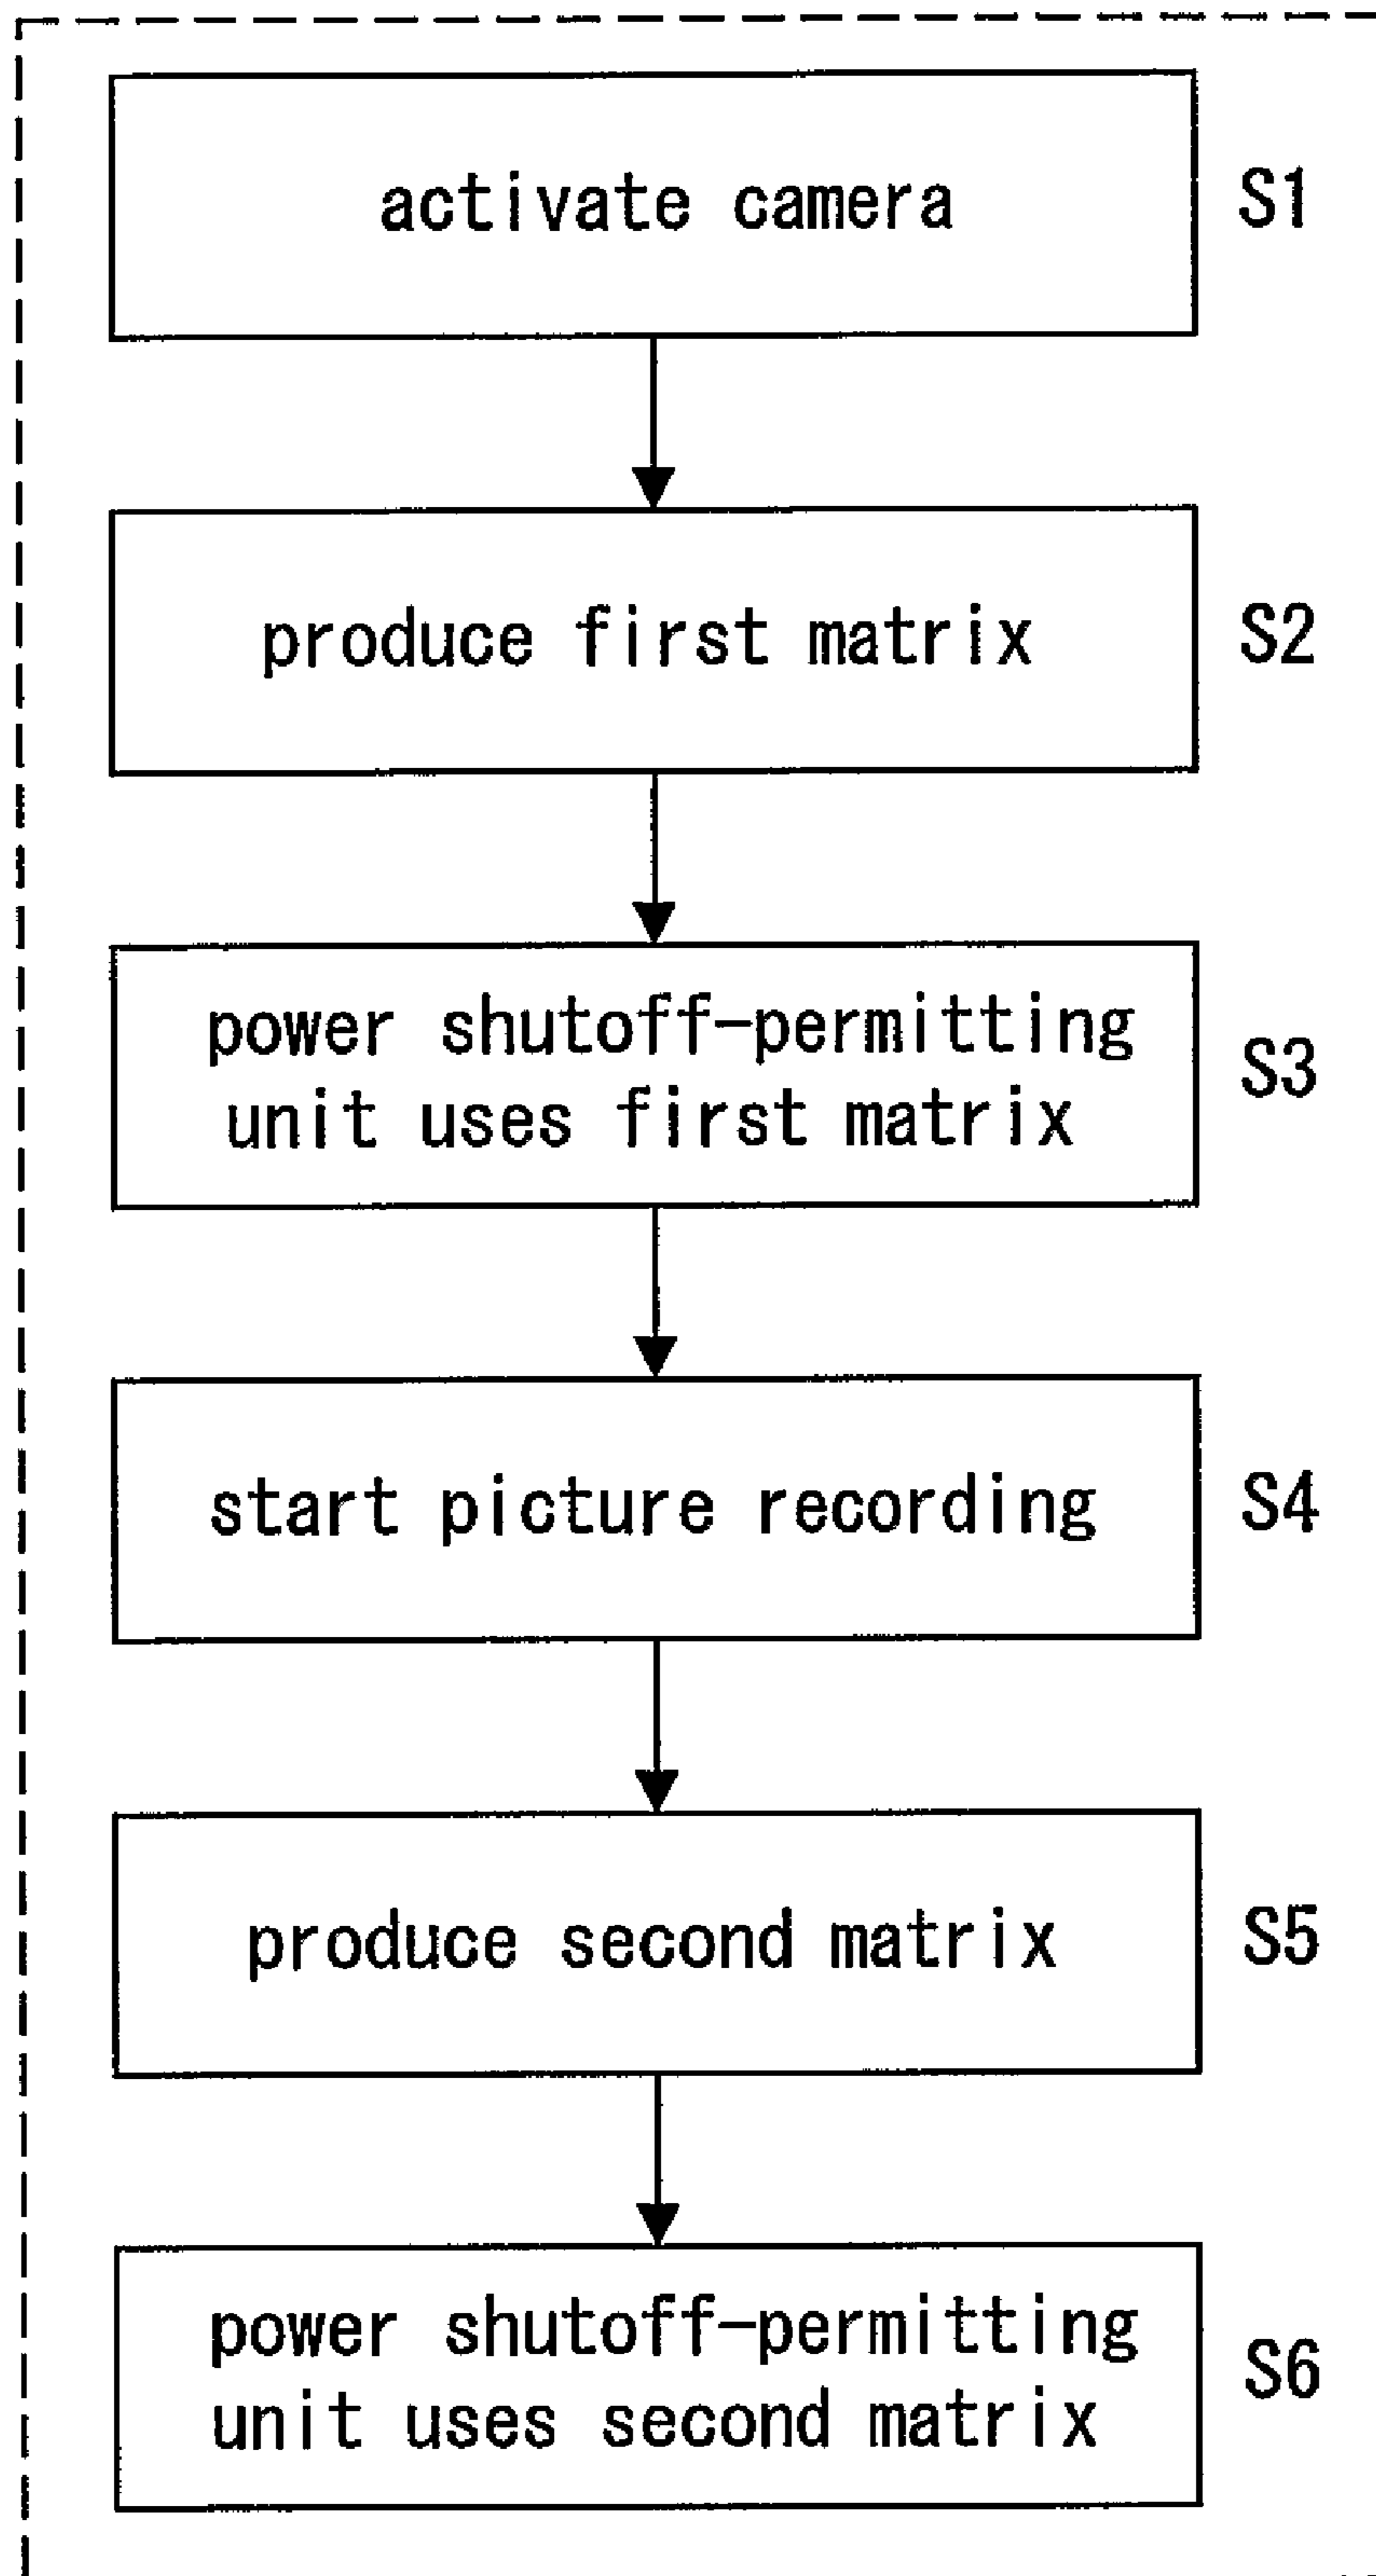 activate camera
S1
produce first matrix
S2
power shutoff-permitting
unit uses first matrix
S3
start picture recording
S4
produce second matrix
S5
power shutoff-permitting
unit uses second matrix
S6